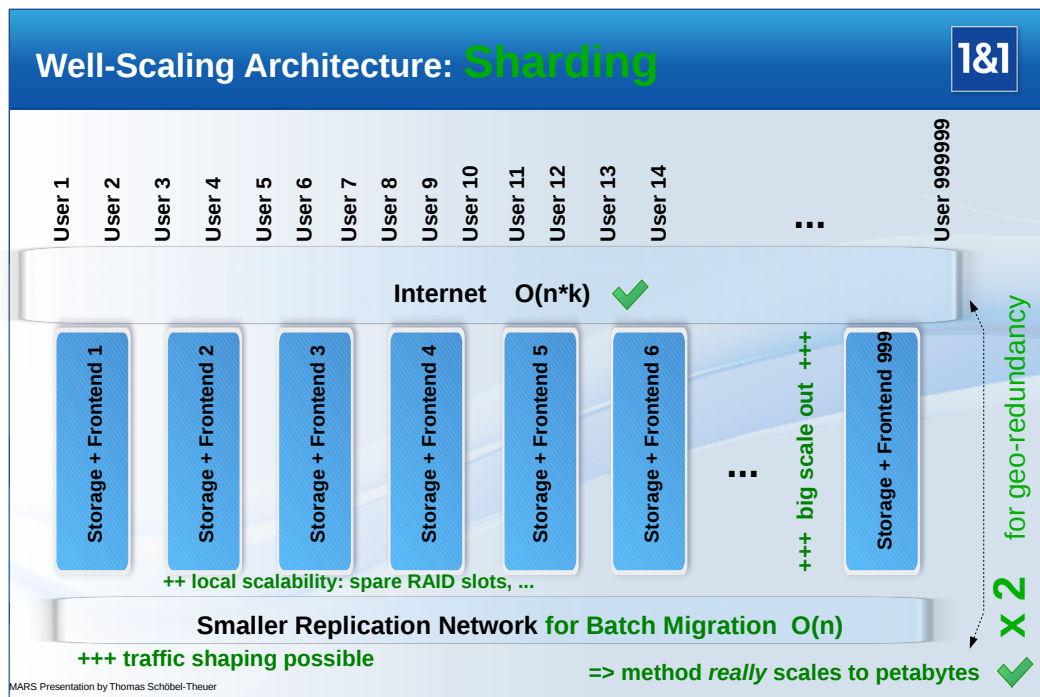 Well-Scaling Architecture: Sharding
1&1
User 1
User 2
User 3
User 4
User 5
User 6
User 7
User 8
User 9
User 10
User 11
User 12
User 13
User 14
...
User 999999
Internet O(n*k)
Storage + Frontend 1
Storage + Frontend 2
Storage + Frontend 3
Storage + Frontend 4
Storage + Frontend 5
Storage + Frontend 6
...
+++ big scale out +++
Storage + Frontend 999
x 2 for geo-redundancy
++ local scalability: spare RAID slots, ...
Smaller Replication Network for Batch Migration O(n)
+++ traffic shaping possible
=> method really scales to petabytes
MARS Presentation by Thomas Schöbel-Theuer